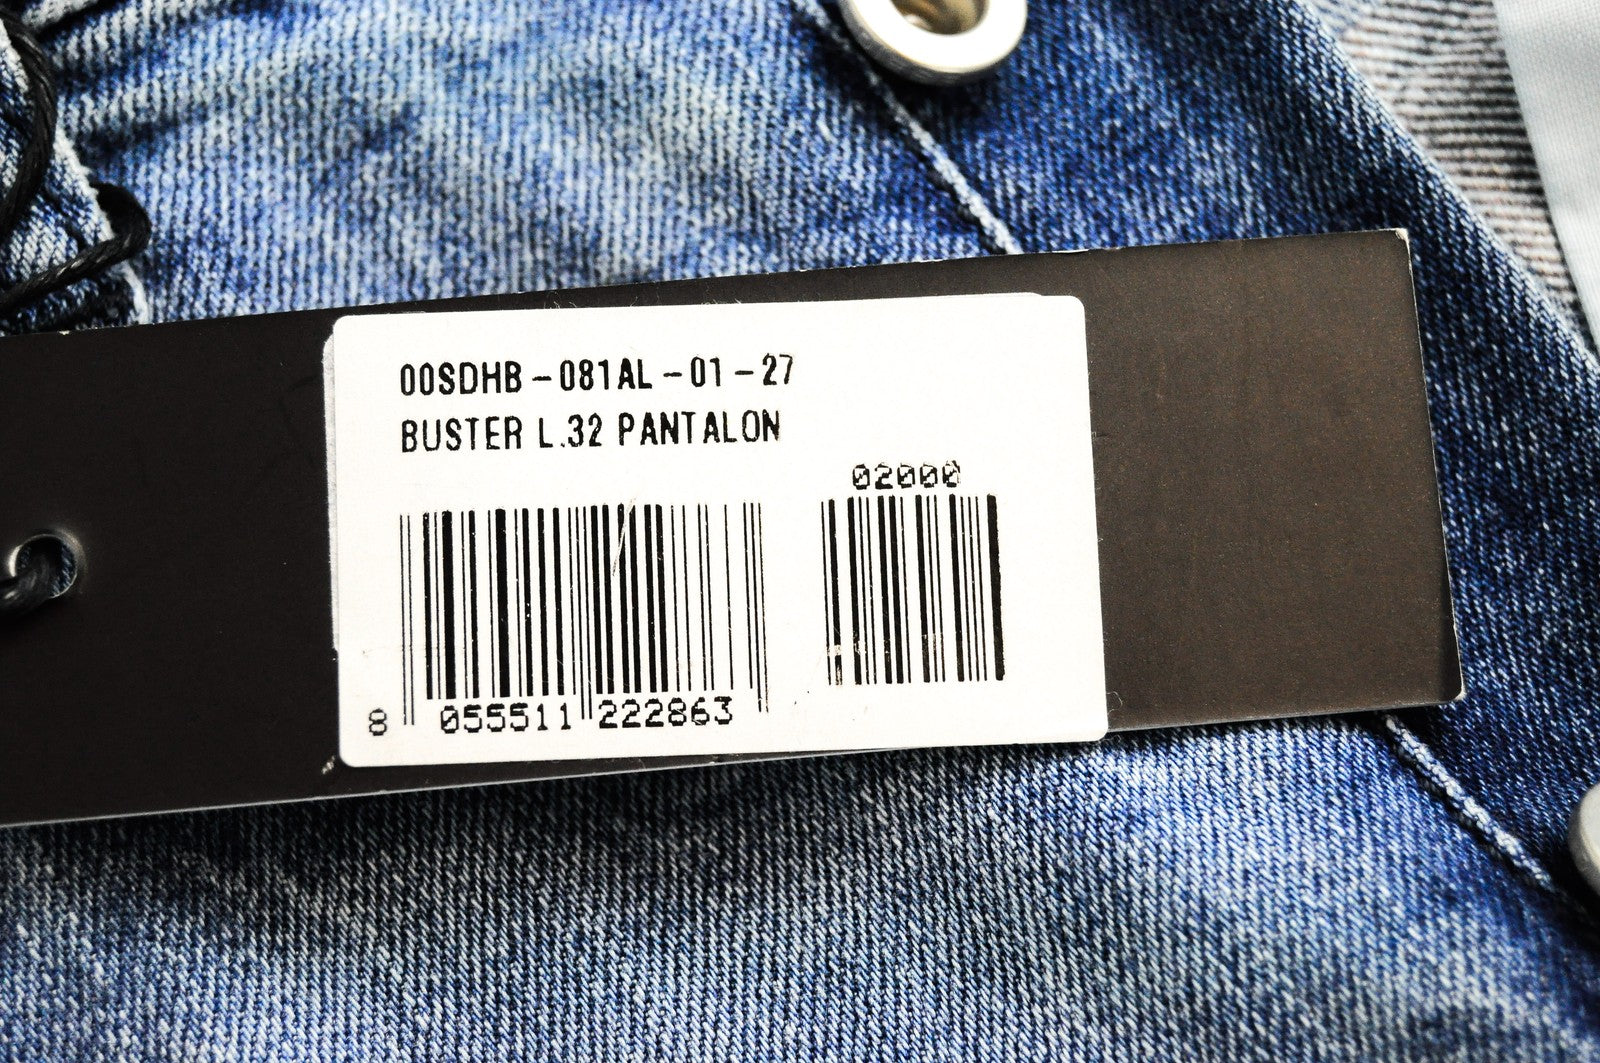 00SDHB-081AL-01-27
BUSTER L.32 PANTALON
02000
8 055511 222863